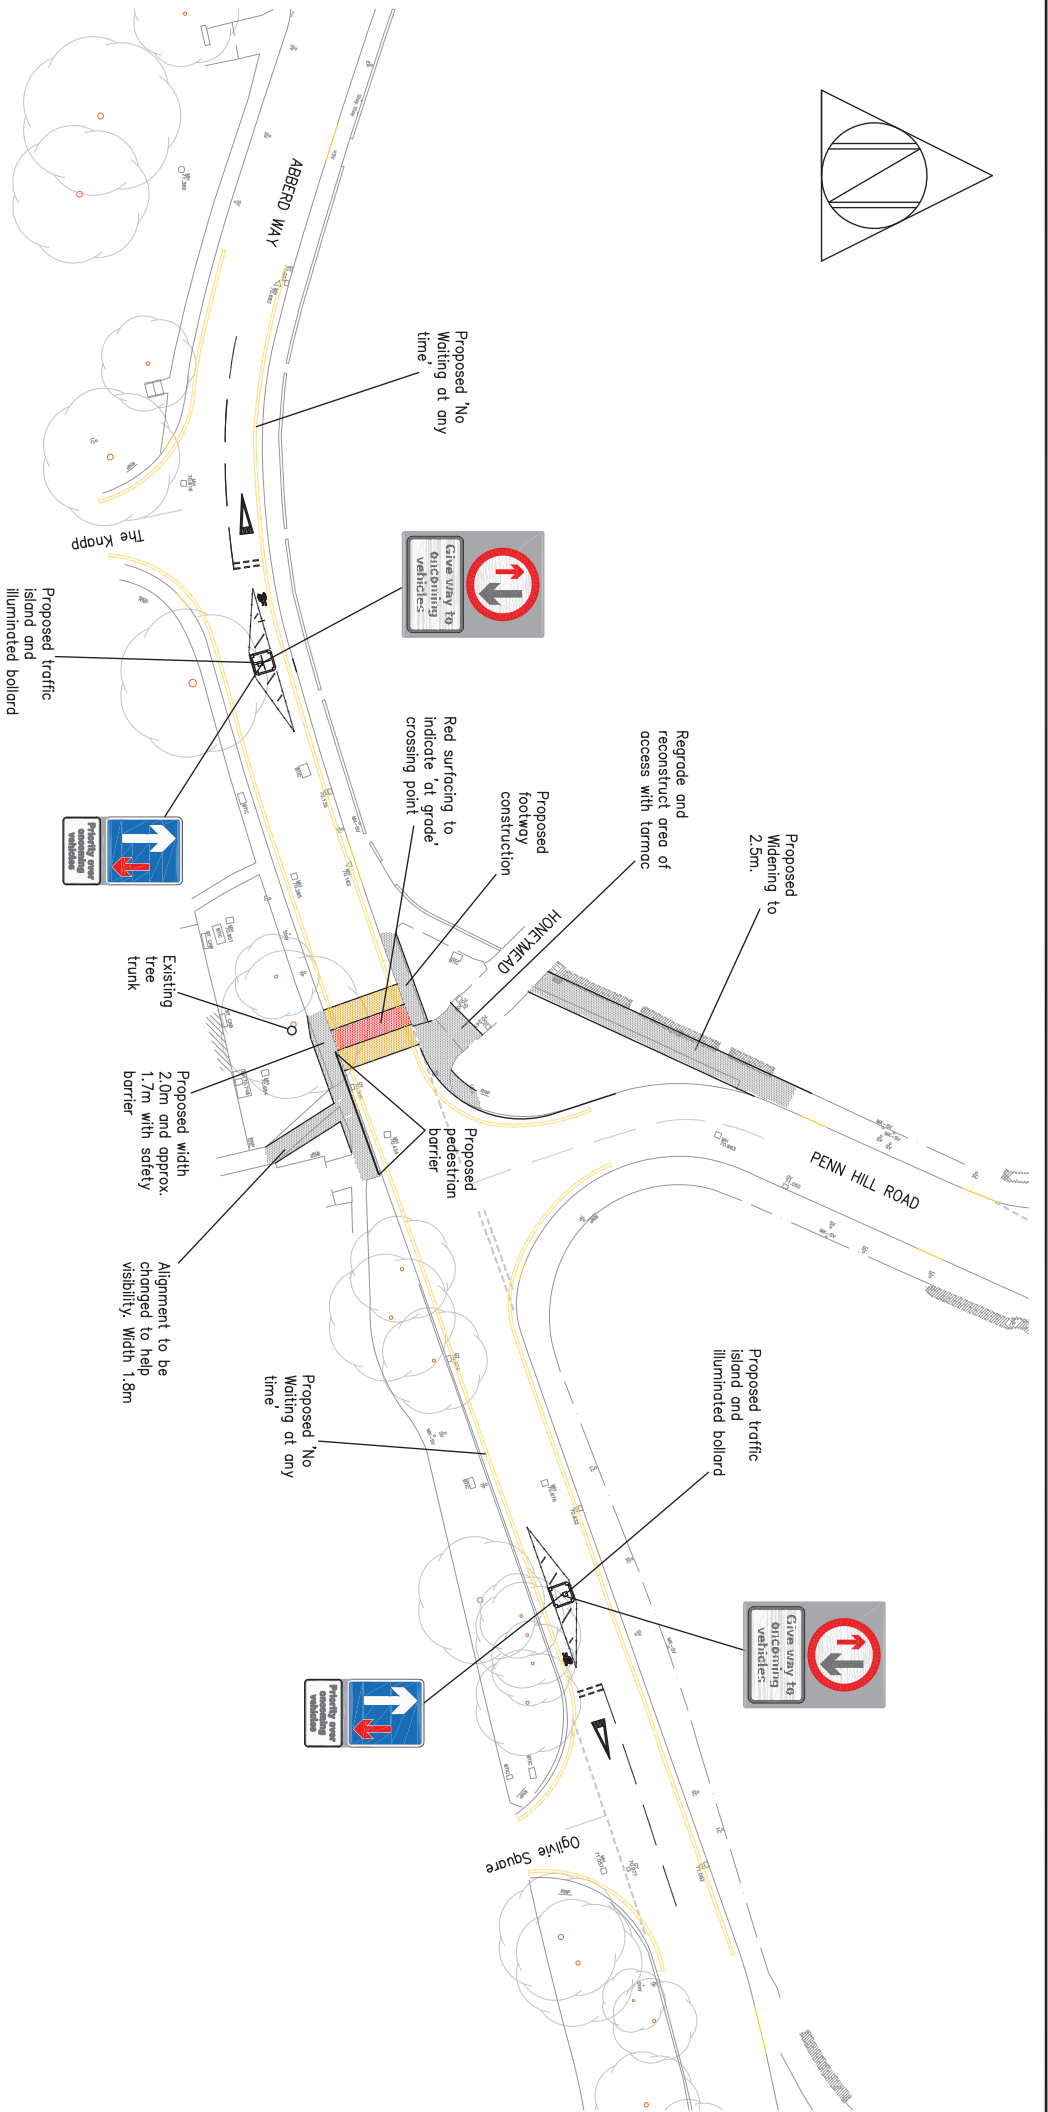 ABBERD WAY
Proposed 'No
Waiting at any
time'
The Knapp
Give way to
oncoming
vehicles
Proposed traffic
island and
illuminated bollard
Priority over
oncoming
vehicles
Red surfacing to
indicate 'at grade'
crossing point
Proposed
footway
construction
Regrade and
reconstruct area of
access with tarmac
Proposed
Widening to
2.5m.
HONEYMEAD
Existing
tree
trunk
Proposed width
2.0m and approx.
1.7m with safety
barrier
Proposed
pedestrian
barrier
Alignment to be
changed to help
visibility. Width 1.8m
PENN HILL ROAD
Proposed 'No
Waiting at any
time'
Proposed traffic
island and
illuminated bollard
Give way to
oncoming
vehicles
Priority over
oncoming
vehicles
Ogilvie Square